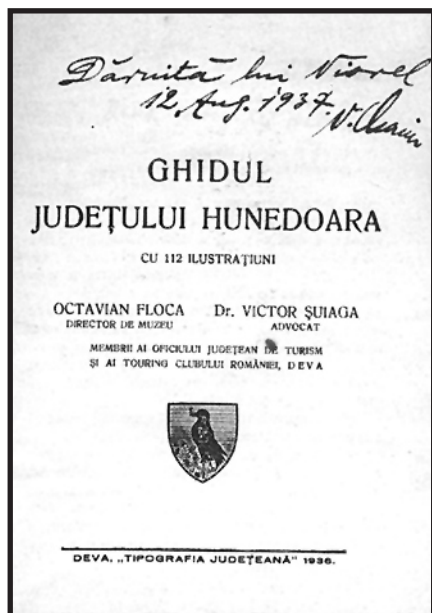 Dăruită lui Viorel
12 Aug. 1937.
GHIDUL
JUDEȚULUI HUNEDOARA
CU 112 ILUSTRAȚIUNI
OCTAVIAN FLOCA Dr. VICTOR ȘUIAGA
DIRECTOR DE MUZEU ADVOCAT
MEMBRII AI OFICIULUI JUDEȚEAN DE TURISM
ȘI AI TOURING CLUBULUI ROMÂNIEI, DEVA
DEVA, „TIPOGRAFIA JUDEȚEANĂ" 1936.